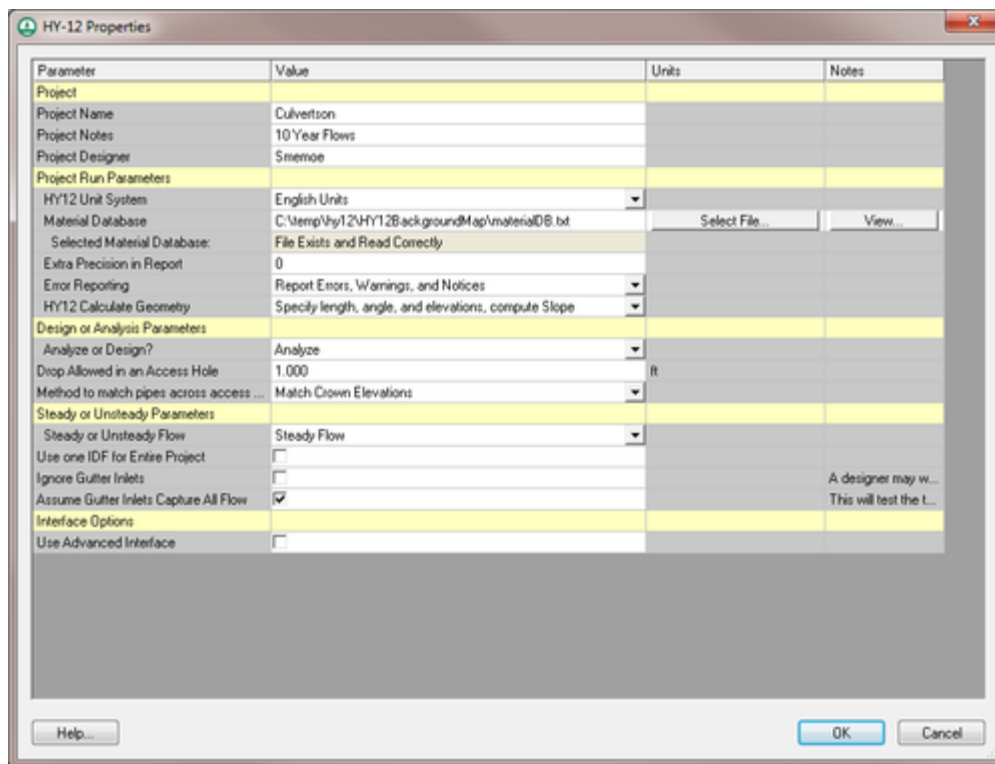 HY-12 Properties
Parameter Value Units Notes
Project
Project Name Culvertson
Project Notes 10 Year Flows
Project Designer Smemoe
Project Run Parameters
HY12 Unit System English Units
Material Database C:\temp\hy12\HY12BackgroundMap\materialDB.txt Select File... View...
Selected Material Database: File Exists and Read Correctly
Extra Precision in Report 0
Error Reporting Report Errors, Warnings, and Notices
HY12 Calculate Geometry Specify length, angle, and elevations, compute Slope
Design or Analysis Parameters
Analyze or Design? Analyze
Drop Allowed in an Access Hole 1.000 ft
Method to match pipes across access ... Match Crown Elevations
Steady or Unsteady Parameters
Steady or Unsteady Flow Steady Flow
Use one IDF for Entire Project
Ignore Gutter Inlets A designer may w...
Assume Gutter Inlets Capture All Flow This will test the t...
Interface Options
Use Advanced Interface
Help... OK Cancel